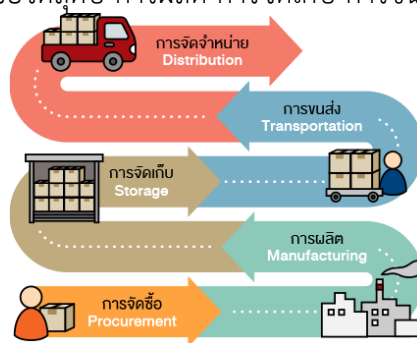 การจัดจำหน่าย
Distribution
การขนส่ง
Transportation
การจัดเก็บ
Storage
การผลิต
Manufacturing
การจัดซื้อ
Procurement